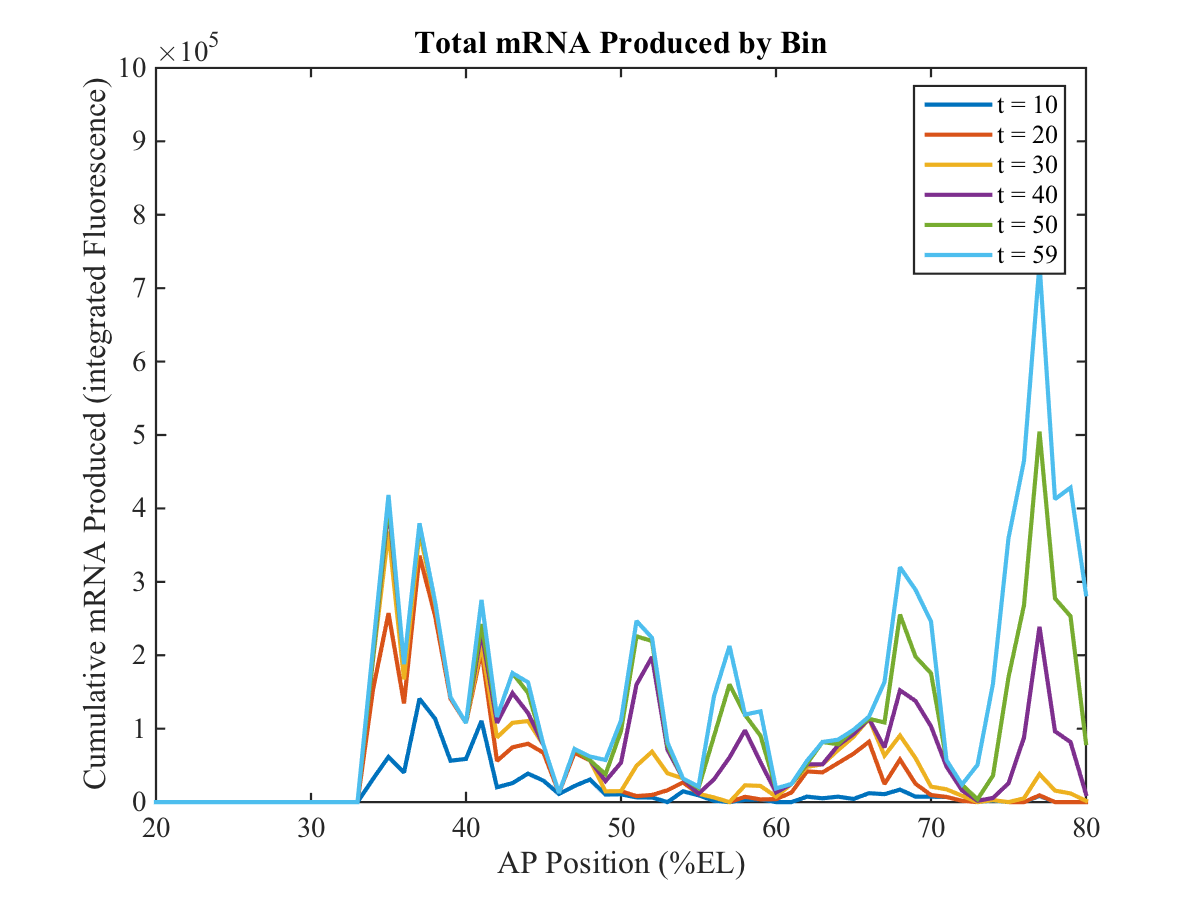 Total mRNA Produced by Bin
×10^5
10
9
8
7
6
5
4
3
2
1
0
Cumulative mRNA Produced (integrated Fluorescence)
t = 10
t = 20
t = 30
t = 40
t = 50
t = 59
20 30 40 50 60 70 80
AP Position (%EL)